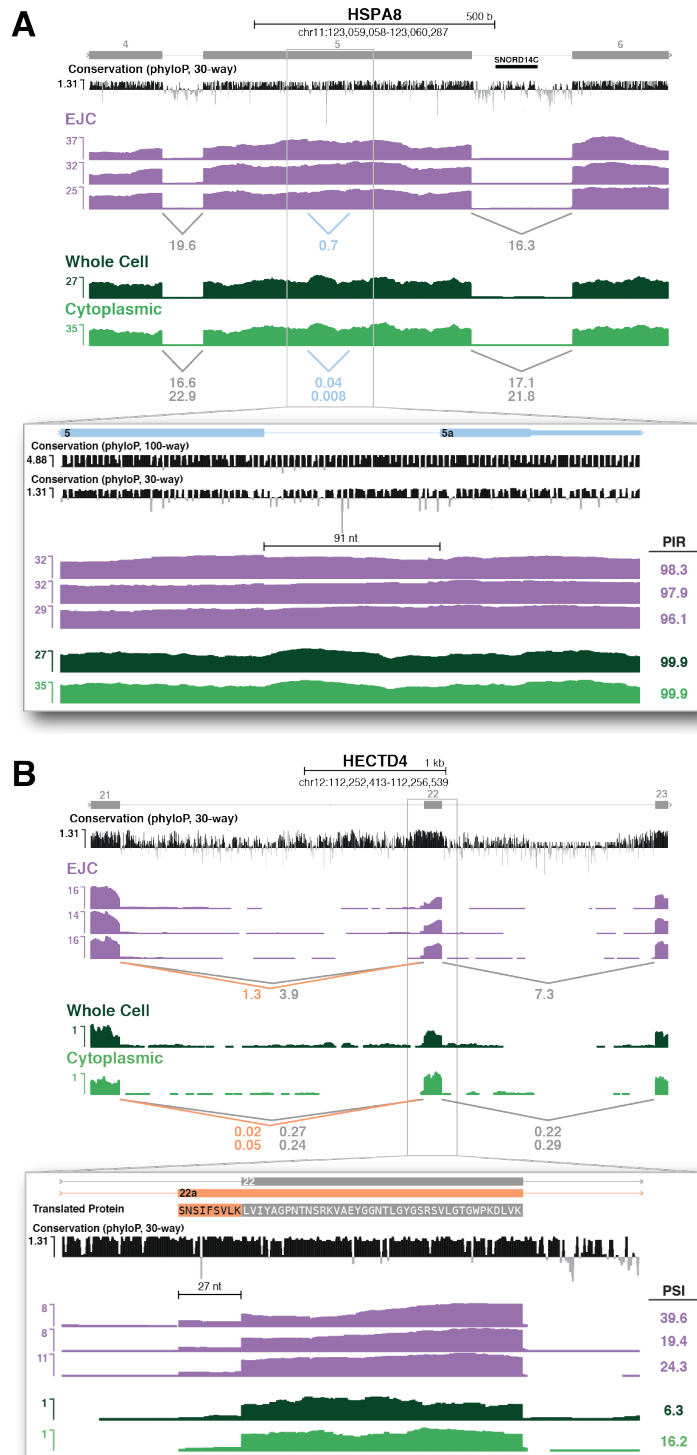 A
HSPA8
500 b
chr11:123,059,058-123,060,287
4
5
6
SNORD14C
Conservation (phyloP, 30-way)
1.31
EJC
37
32
25
19.6
0.7
16.3
Whole Cell
27
Cytoplasmic
35
16.6
0.04
17.1
22.9
0.008
21.8
5
5a
Conservation (phyloP, 100-way)
4.88
Conservation (phyloP, 30-way)
1.31
91 nt
PIR
32
98.3
32
97.9
29
96.1
27
99.9
35
99.9
B
HECTD4
1 kb
chr12:112,252,413-112,256,539
21
22
23
Conservation (phyloP, 30-way)
1.31
EJC
16
14
16
1.3
3.9
7.3
Whole Cell
1
Cytoplasmic
1
0.02
0.27
0.22
0.05
0.24
0.29
22
22a
Translated Protein
SNSIFSVLKLVIYAGPNTNSRKVAEYGGNTLGYGSRSVLGTGWPKDLVK
Conservation (phyloP, 30-way)
1.31
27 nt
PSI
8
39.6
8
19.4
11
24.3
1
6.3
1
16.2